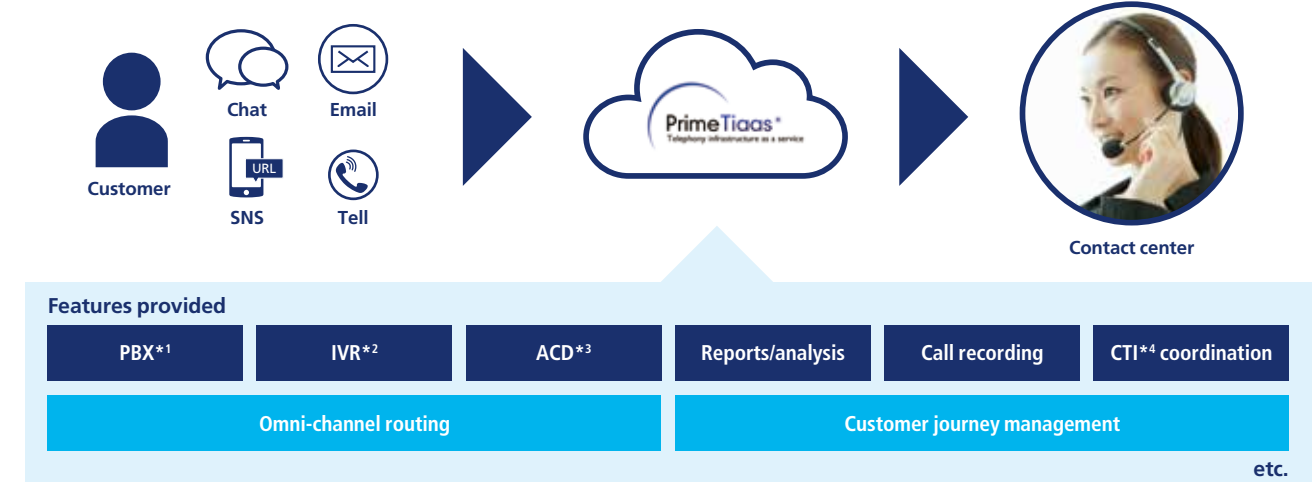 Chat
Email
URL
Customer
SNS
Tell
PrimeTiaas*
Telephony infrastructure as a service
Contact center
Features provided
PBX*1
IVR*2
ACD*3
Reports/analysis
Call recording
CTI*4 coordination
Omni-channel routing
Customer journey management
etc.